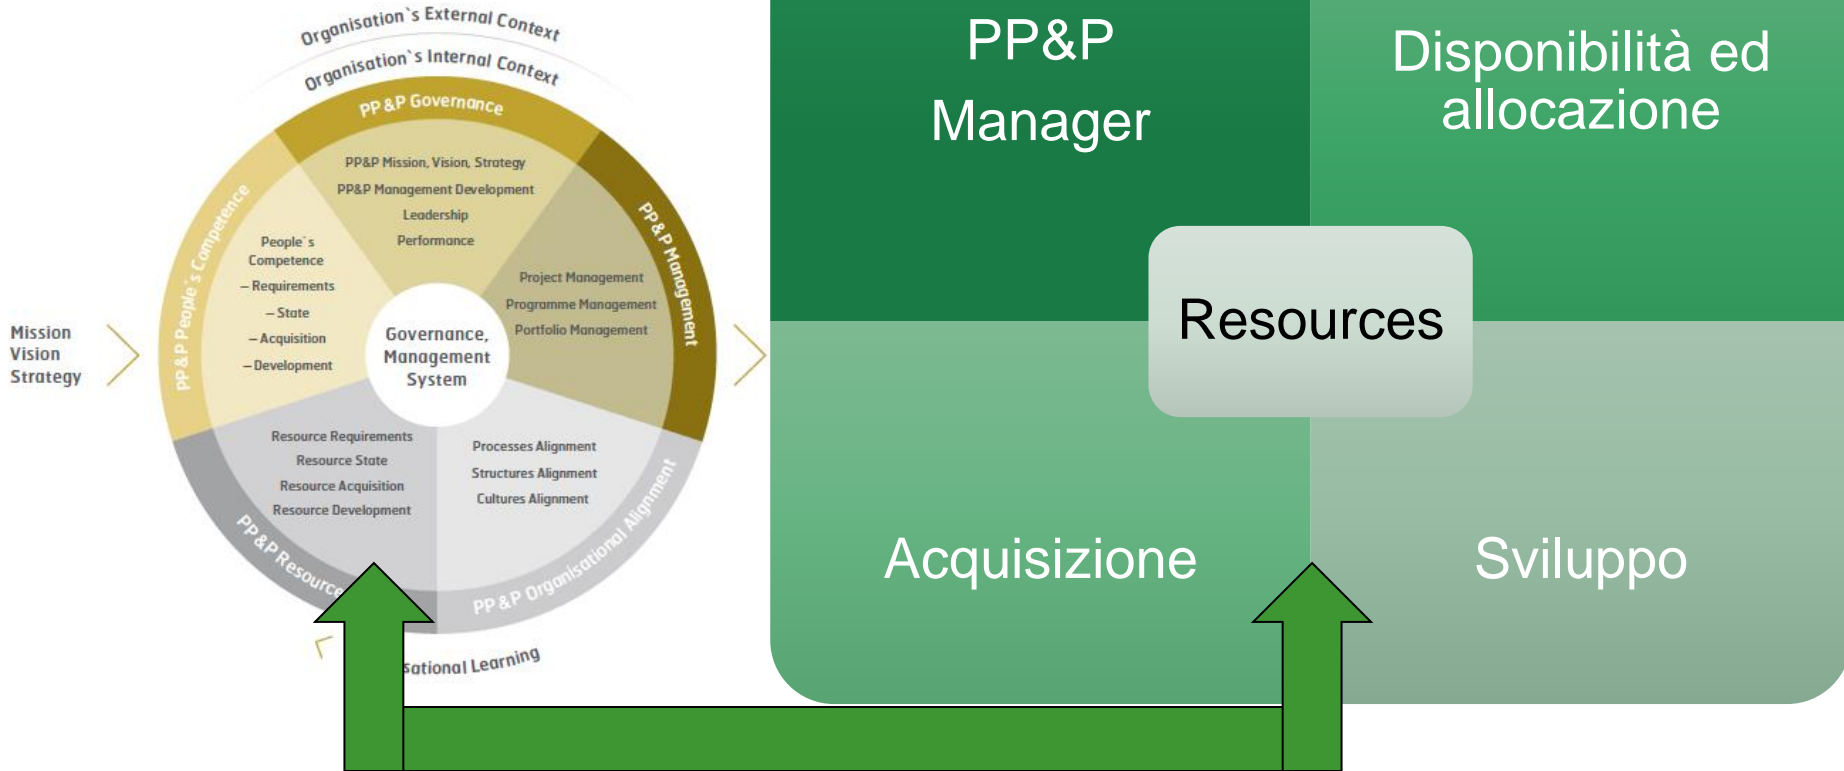 Organisation`s External Context
Organisation`s Internal Context
PP&P Governance
PP&P Mission, Vision, Strategy
PP&P Management Development
Leadership
Performance
PP&P People`s Competence
People`s
Competence
– Requirements
– State
– Acquisition
– Development
PP&P Management
Project Management
Programme Management
Portfolio Management
Mission
Vision
Strategy
Governance,
Management
System
Resource Requirements
Resource State
Resource Acquisition
Resource Development
PP&P Resource
Processes Alignment
Structures Alignment
Cultures Alignment
PP&P Organisational Alignment
sational Learning
PP&P
Manager
Disponibilità ed
allocazione
Resources
Acquisizione
Sviluppo